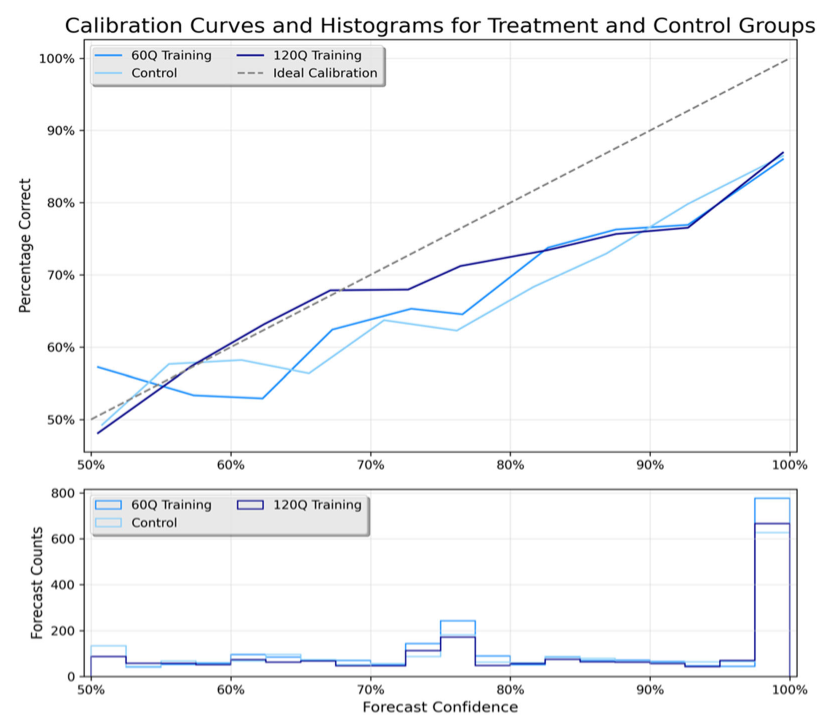 Calibration Curves and Histograms for Treatment and Control Groups
60Q Training 120Q Training
Control Ideal Calibration
100%
90%
80%
70%
60%
50%
Percentage Correct
50% 60% 70% 80% 90% 100%
60Q Training 120Q Training
Control
800
600
400
200
0
Forecast Counts
50% 60% 70% 80% 90% 100%
Forecast Confidence